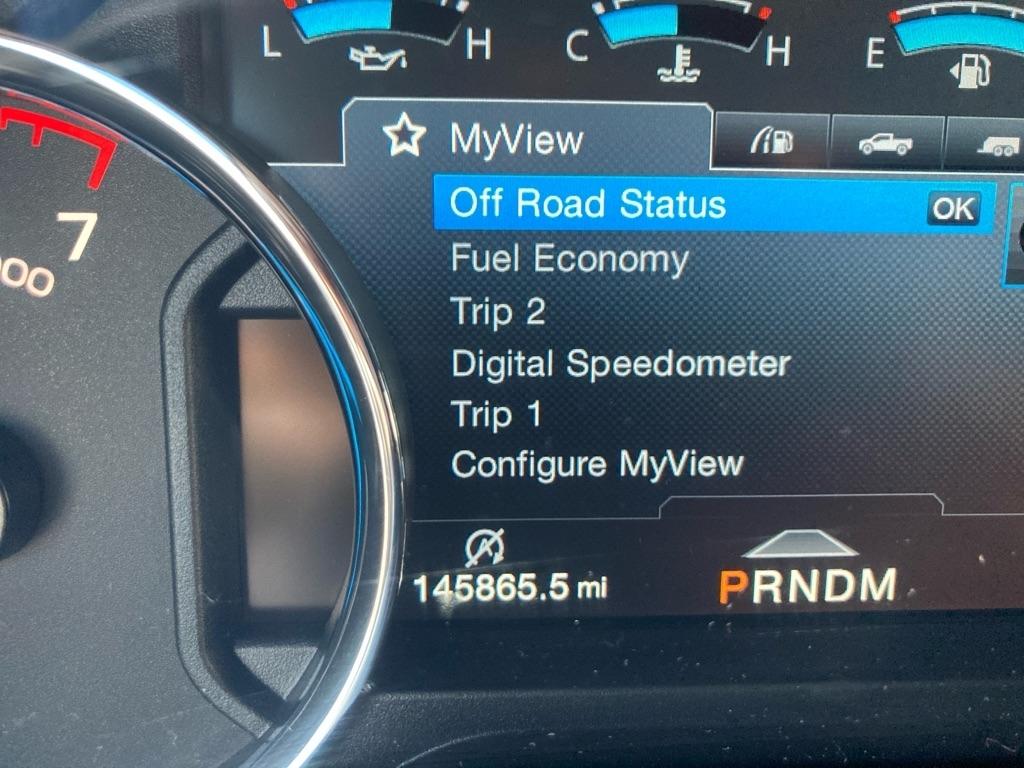 L H C H E
MyView
Off Road Status OK
Fuel Economy
7
Trip 2
000
Digital Speedometer
Trip 1
Configure MyView
A
145865.5 mi
PRNDM